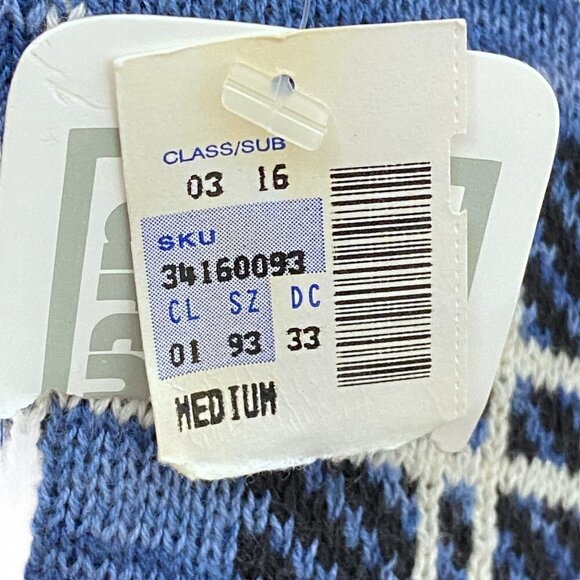 CLASS/SUB
03 16
SKU
34160093
CL SZ DC
01 93 33
MEDIUM